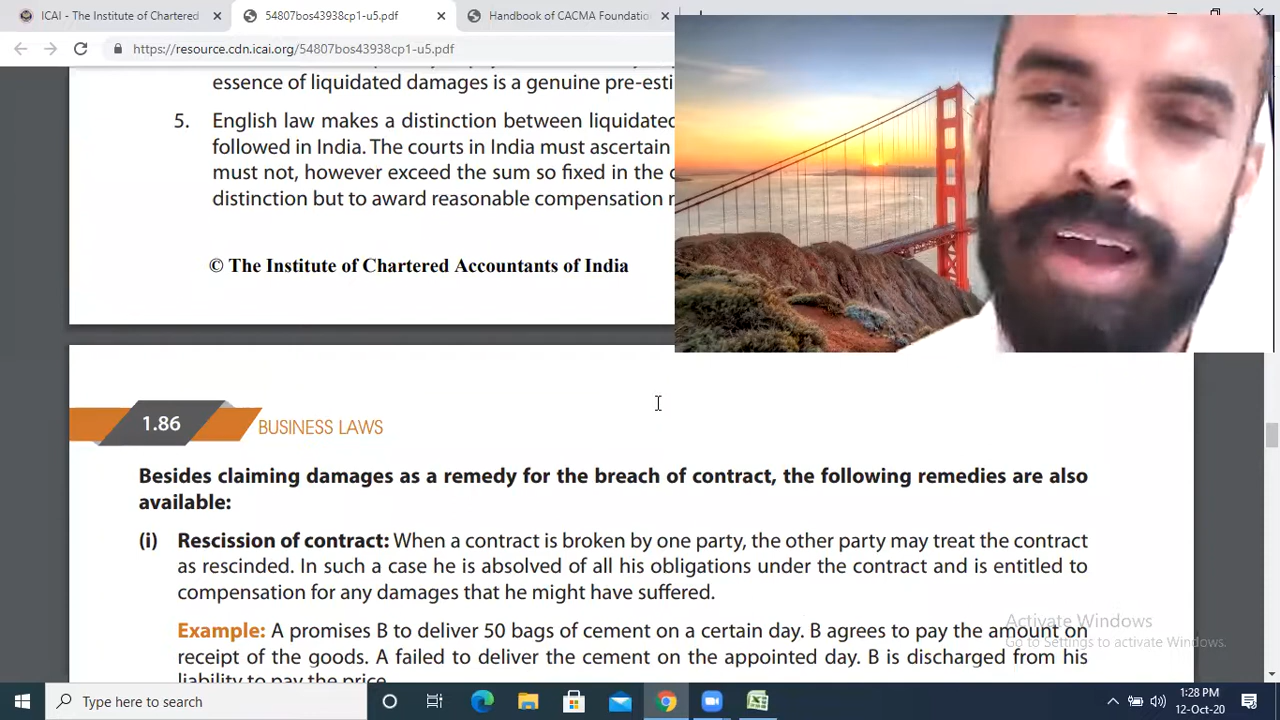 ICAI - The Institute of Chartered
54807bos43938cp1-u5.pdf
Handbook of CACMA Foundatio
https://resource.cdn.icai.org/54807bos43938cp1-u5.pdf
essence of liquidated damages is a genuine pre-esti
5. English law makes a distinction between liquidated
followed in India. The courts in India must ascertain
must not, however exceed the sum so fixed in the c
distinction but to award reasonable compensation
© The Institute of Chartered Accountants of India
1.86 BUSINESS LAWS
Besides claiming damages as a remedy for the breach of contract, the following remedies are also
available:
(i) Rescission of contract: When a contract is broken by one party, the other party may treat the contract
as rescinded. In such a case he is absolved of all his obligations under the contract and is entitled to
compensation for any damages that he might have suffered.
Example: A promises B to deliver 50 bags of cement on a certain day. B agrees to pay the amount on
receipt of the goods. A failed to deliver the cement on the appointed day. B is discharged from his
liability to pay the price.
Activate Windows
Go to Settings to activate Windows.
Type here to search
1:28 PM
12-Oct-20